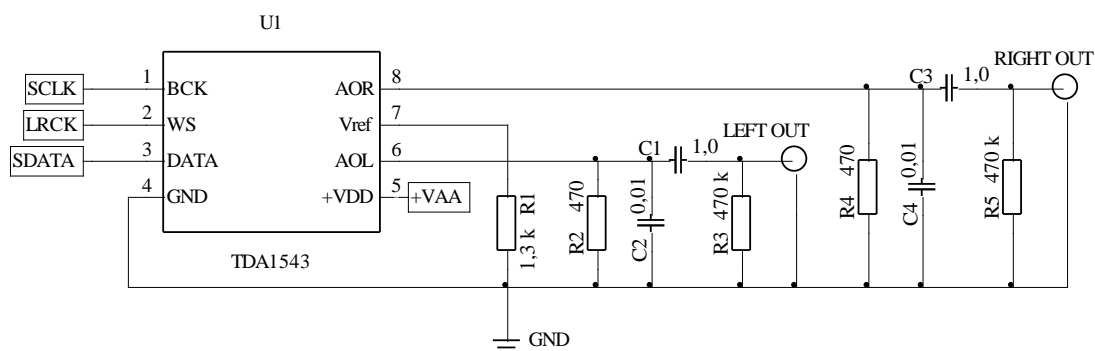 U1
RIGHT OUT
C3 1,0
SCLK
1
BCK
AOR
8
LRCK
2
WS
Vref
7
LEFT OUT
C1 1,0
SDATA
3
DATA
AOL
6
4
GND
+VDD
5
+VAA
R1
1,3 k
R2 470
C2 0,01
R3 470 k
R4 470
C4 0,01
R5 470 k
TDA1543
GND